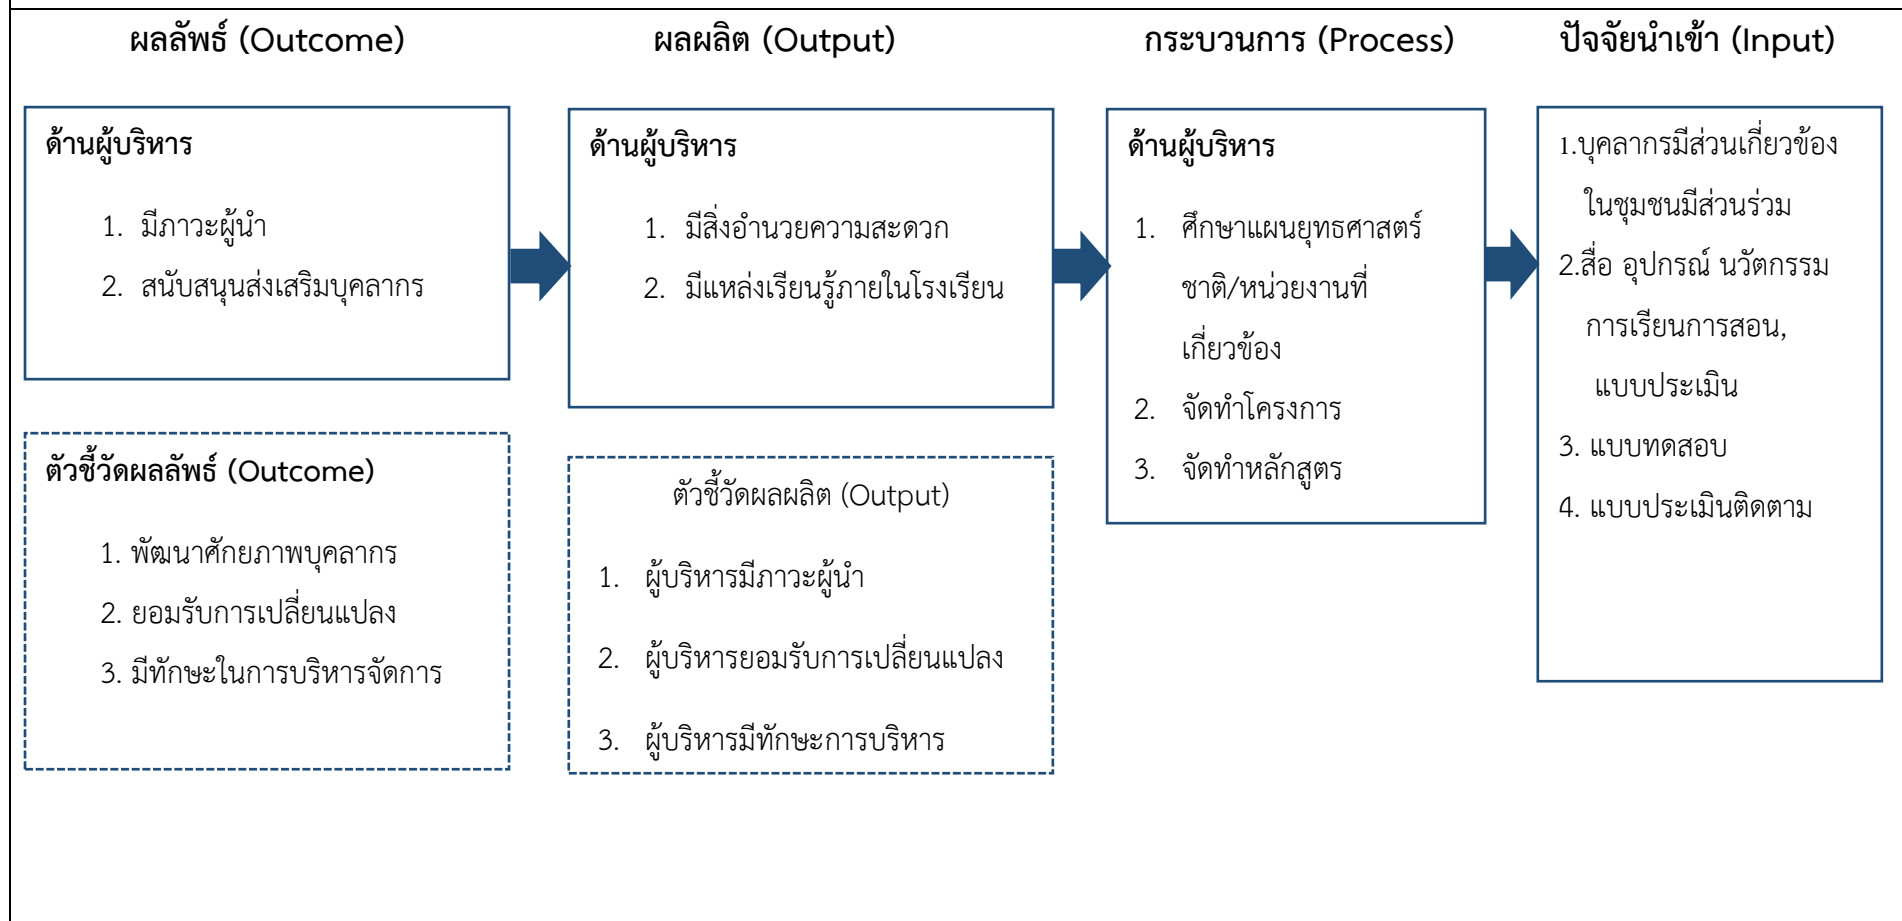 ผลลัพธ์ (Outcome)
ผลผลิต (Output)
กระบวนการ (Process)
ปัจจัยนำเข้า (Input)
ด้านผู้บริหาร
1. มีภาวะผู้นำ
2. สนับสนุนส่งเสริมบุคลากร
ตัวชี้วัดผลลัพธ์ (Outcome)
1. พัฒนาศักยภาพบุคลากร
2. ยอมรับการเปลี่ยนแปลง
3. มีทักษะในการบริหารจัดการ
ด้านผู้บริหาร
1. มีสิ่งอำนวยความสะดวก
2. มีแหล่งเรียนรู้ภายในโรงเรียน
ตัวชี้วัดผลผลิต (Output)
1. ผู้บริหารมีภาวะผู้นำ
2. ผู้บริหารยอมรับการเปลี่ยนแปลง
3. ผู้บริหารมีทักษะการบริหาร
ด้านผู้บริหาร
1. ศึกษาแผนยุทธศาสตร์
ชาติ/หน่วยงานที่
เกี่ยวข้อง
2. จัดทำโครงการ
3. จัดทำหลักสูตร
1.บุคลากรมีส่วนเกี่ยวข้อง
ในชุมชนมีส่วนร่วม
2.สื่อ อุปกรณ์ นวัตกรรม
การเรียนการสอน,
แบบประเมิน
3. แบบทดสอบ
4. แบบประเมินติดตาม